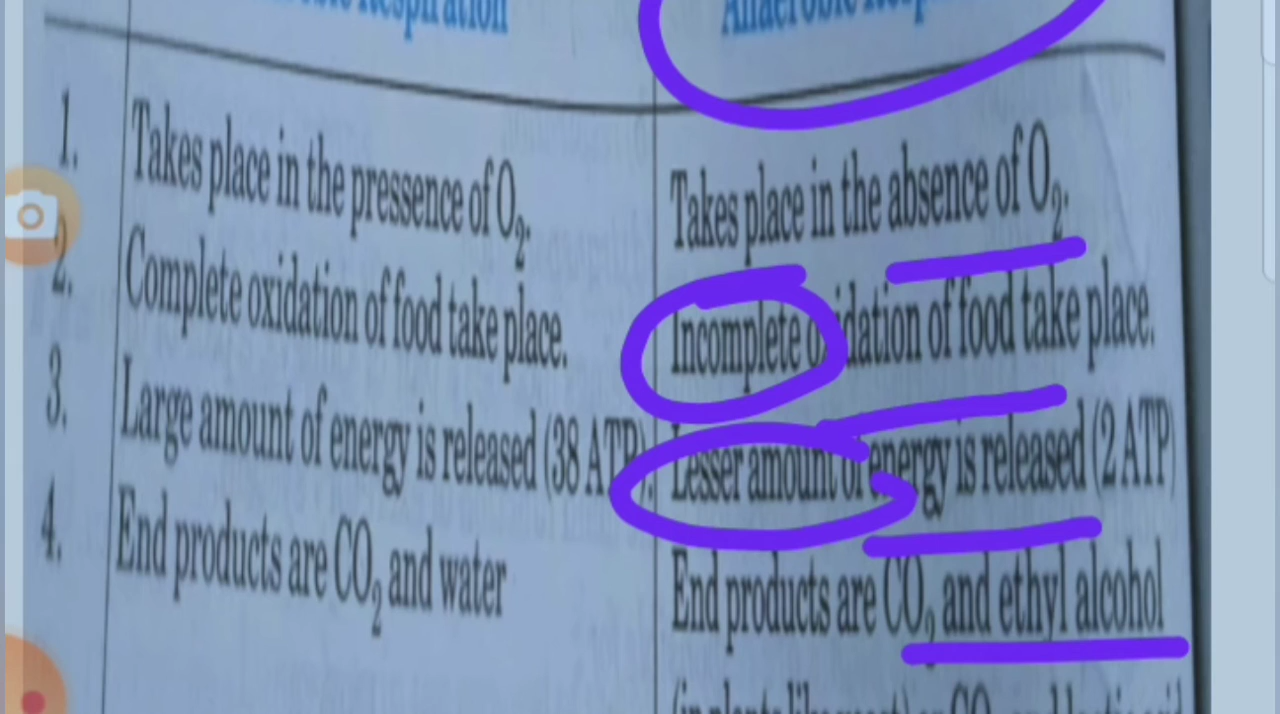 Respiration
Anaerobic
1. Takes place in the pressence of O₂. Takes place in the absence of O₂.
2. Complete oxidation of food take place. Incomplete oxidation of food take place.
3. Large amount of energy is released (38 ATP). Lesser amount of energy is released (2 ATP)
4. End products are CO₂ and water End products are CO₂ and ethyl alcohol